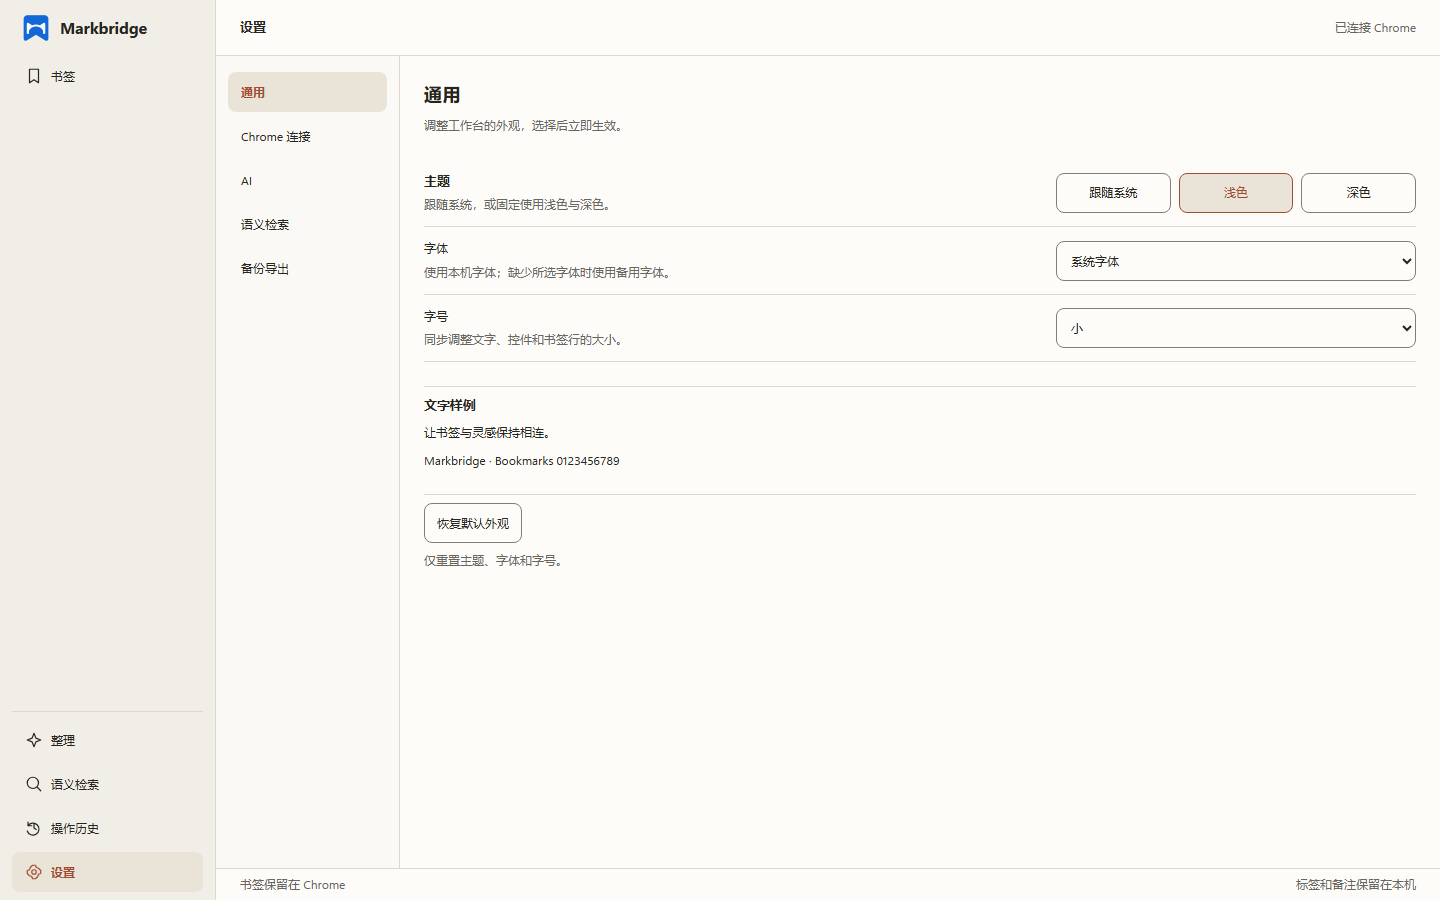 Markbridge
书签
整理
语义检索
操作历史
设置
设置
已连接 Chrome
通用
Chrome 连接
AI
语义检索
备份导出
通用
调整工作台的外观，选择后立即生效。
主题
跟随系统，或固定使用浅色与深色。
跟随系统
浅色
深色
字体
使用本机字体；缺少所选字体时使用备用字体。
系统字体
字号
同步调整文字、控件和书签行的大小。
小
文字样例
让书签与灵感保持相连。
Markbridge · Bookmarks 0123456789
恢复默认外观
仅重置主题、字体和字号。
书签保留在 Chrome
标签和备注保留在本机